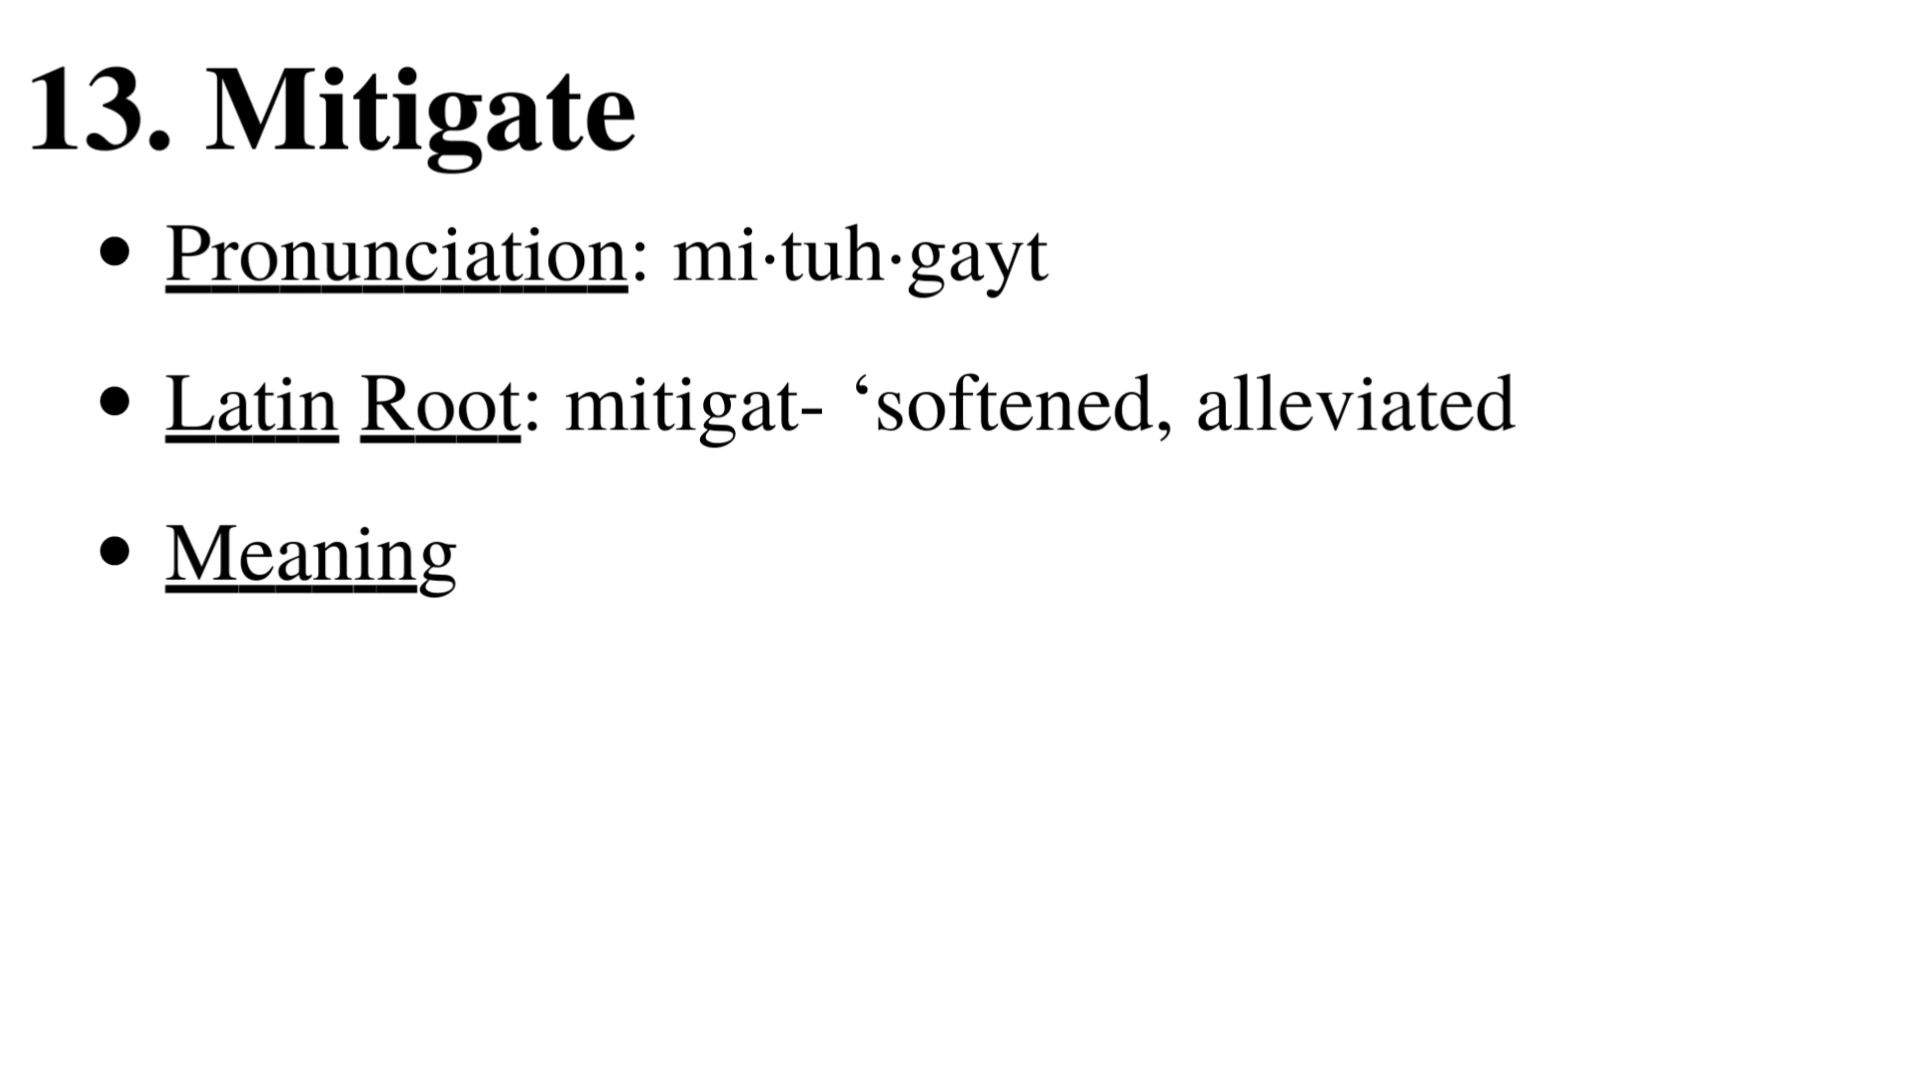 13. Mitigate
• Pronunciation: mi·tuh·gayt
• Latin Root: mitigat- ‘softened, alleviated
• Meaning